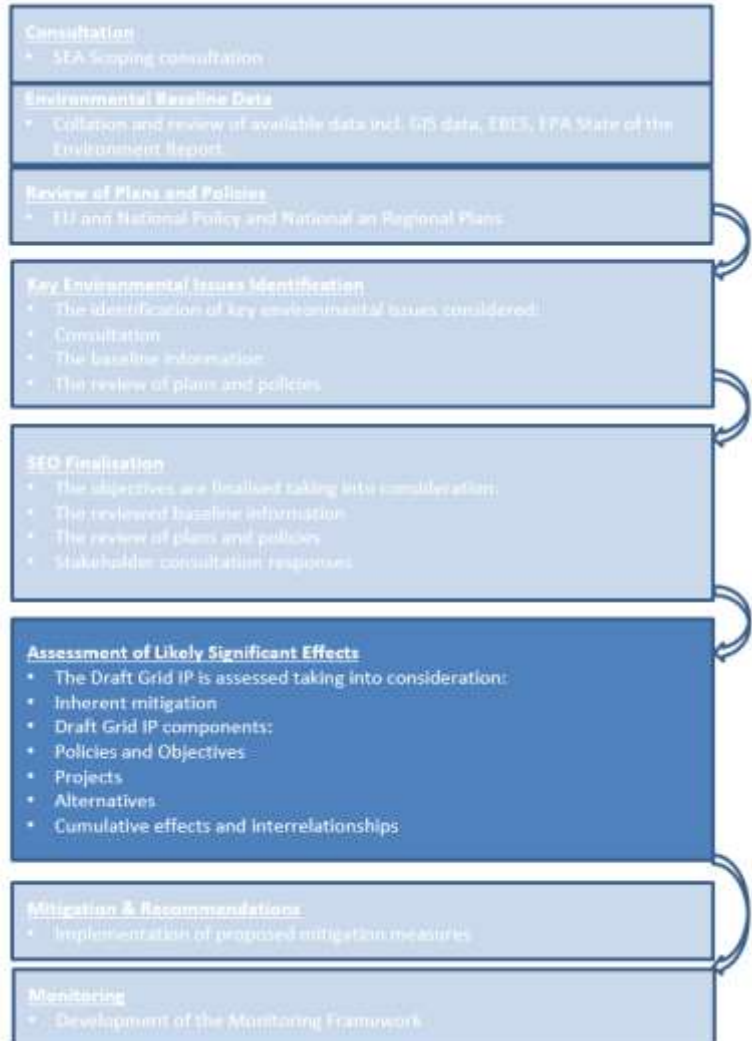 Consultation
• SEA Scoping consultation
Environmental Baseline Data
• Collation and review of available data incl. GIS data, EBES, EPA State of the
Environment Report.
Review of Plans and Policies
• EU and National Policy and National an Regional Plans
Key Environmental Issues Identification
• The identification of key environmental issues considered:
• Consultation
• The baseline information
• The review of plans and policies
SEO Finalisation
• The objectives are finalised taking into consideration:
• The reviewed baseline information
• The review of plans and policies
• Stakeholder consultation responses
Assessment of Likely Significant Effects
• The Draft Grid IP is assessed taking into consideration:
• Inherent mitigation
• Draft Grid IP components:
• Policies and Objectives
• Projects
• Alternatives
• Cumulative effects and interrelationships
Mitigation & Recommendations
• Implementation of proposed mitigation measures
Monitoring
• Development of the Monitoring Framework